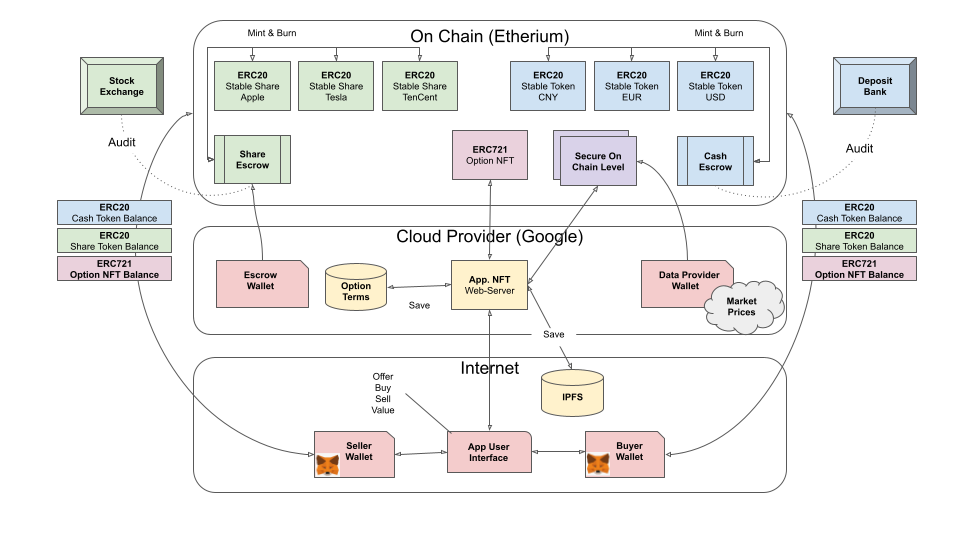 Mint & Burn
On Chain (Etherium)
Mint & Burn
Stock
Exchange
ERC20
Stable Share
Apple
ERC20
Stable Share
Tesla
ERC20
Stable Share
TenCent
ERC20
Stable Token
CNY
ERC20
Stable Token
EUR
ERC20
Stable Token
USD
Deposit
Bank
Audit
Share
Escrow
ERC721
Option NFT
Secure On
Chain Level
Cash
Escrow
Audit
ERC20
Cash Token Balance
ERC20
Share Token Balance
ERC721
Option NFT Balance
ERC20
Cash Token Balance
ERC20
Share Token Balance
ERC721
Option NFT Balance
Cloud Provider (Google)
Escrow
Wallet
Option
Terms
Save
App. NFT
Web-Server
Data Provider
Wallet
Market
Prices
Save
Internet
Offer
Buy
Sell
Value
IPFS
Seller
Wallet
App User
Interface
Buyer
Wallet